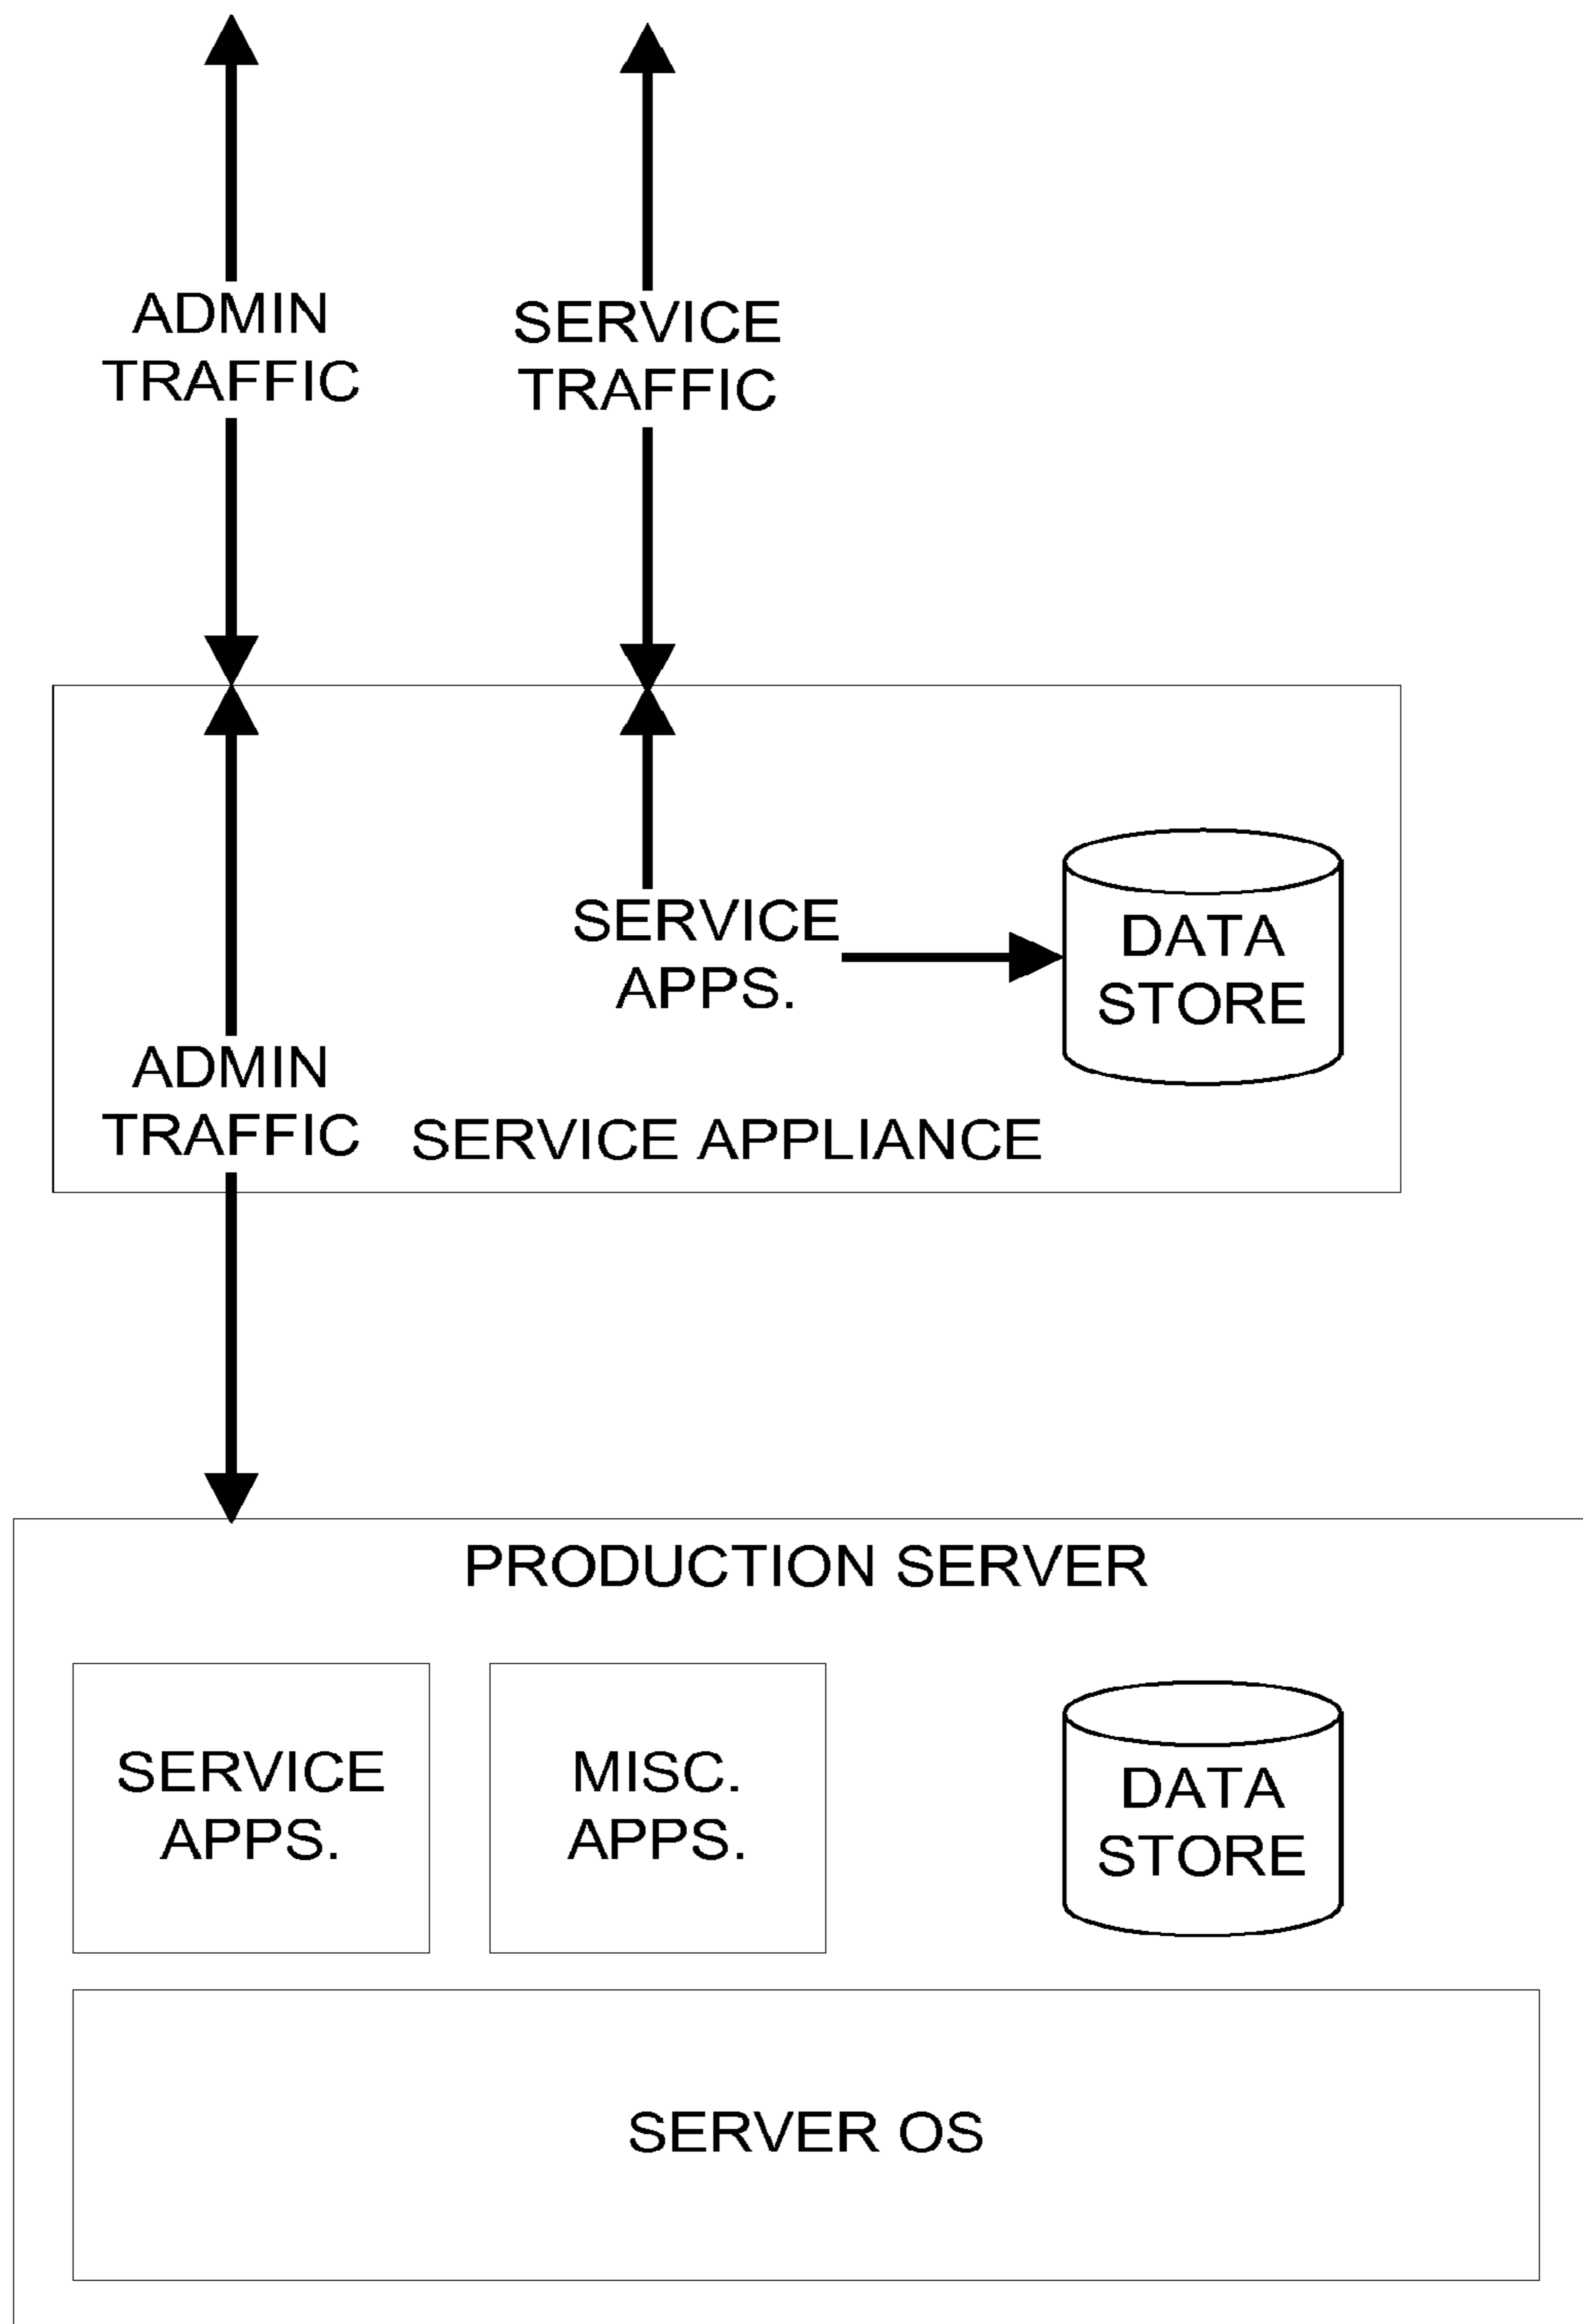 ADMIN
TRAFFIC
SERVICE
TRAFFIC
SERVICE
APPS.
DATA
STORE
ADMIN
TRAFFIC
SERVICE APPLIANCE
PRODUCTION SERVER
SERVICE
APPS.
MISC.
APPS.
DATA
STORE
SERVER OS